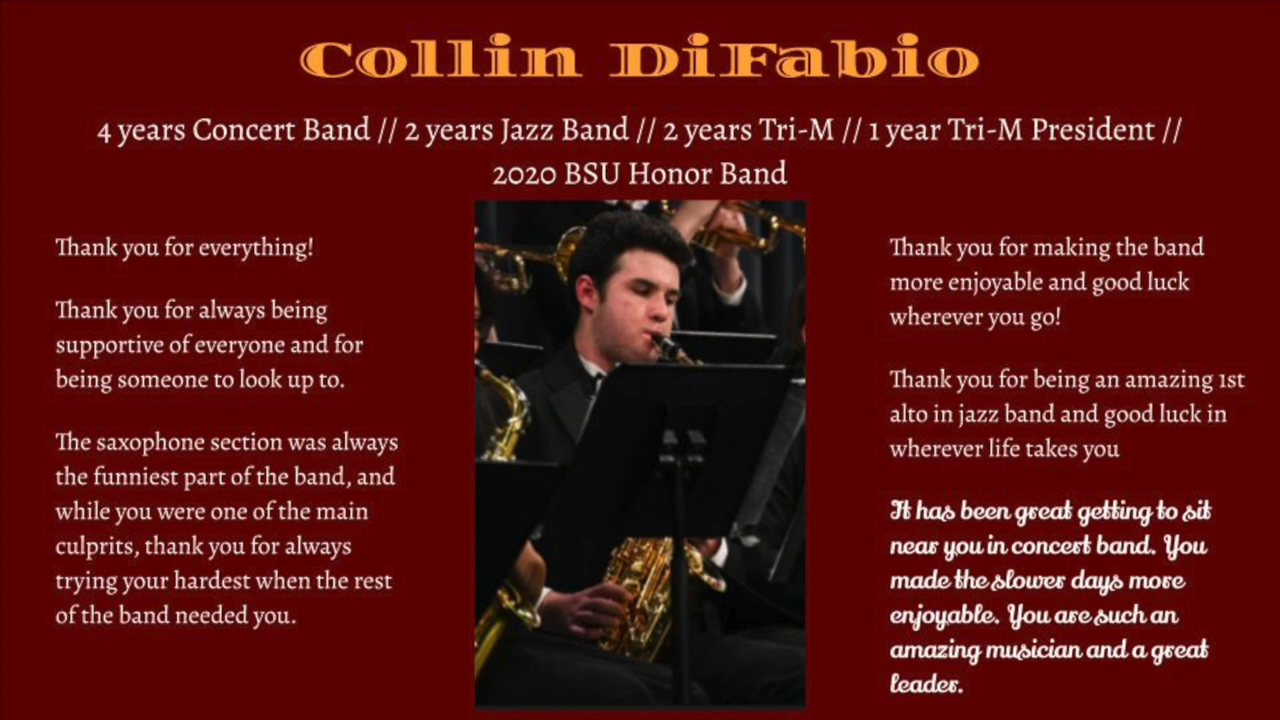 Collin DiFabio
4 years Concert Band // 2 years Jazz Band // 2 years Tri-M // 1 year Tri-M President //
2020 BSU Honor Band
Thank you for everything!
Thank you for always being
supportive of everyone and for
being someone to look up to.
The saxophone section was always
the funniest part of the band, and
while you were one of the main
culprits, thank you for always
trying your hardest when the rest
of the band needed you.
Thank you for making the band
more enjoyable and good luck
wherever you go!
Thank you for being an amazing 1st
alto in jazz band and good luck in
wherever life takes you
It has been great getting to sit
near you in concert band. You
made the slower days more
enjoyable. You are such an
amazing musician and a great
leader.